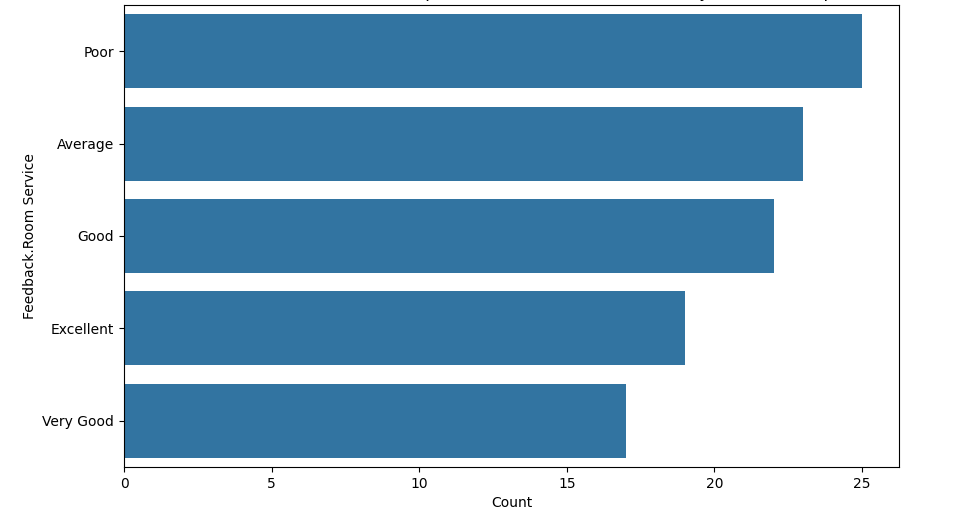 Poor
Average
Good
Excellent
Very Good
Feedback.Room Service
0 5 10 15 20 25
Count